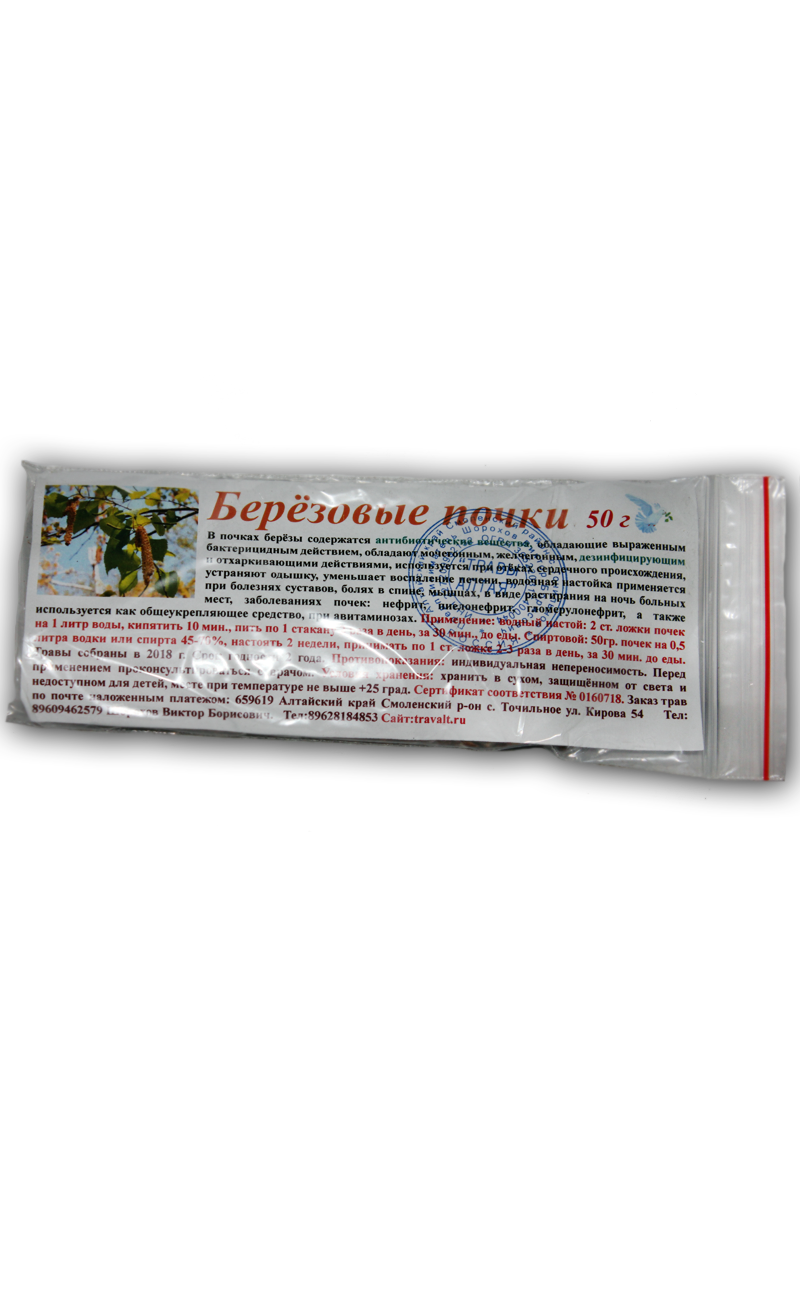 Берёзовые почки 50 г
В почках берёзы содержатся антибиотические вещества, обладающие выраженным
бактерицидным действием, обладают мочегонным, желчегонным, дезинфицирующим
и отхаркивающими действиями, используется при отёках сердечного происхождения,
устраняют одышку, уменьшает воспаление печени, водочная настойка применяется
при болезнях суставов, болях в спине, мышцах, в виде растирания на ночь больных
мест, заболеваниях почек: нефрит, пиелонефрит, гломерулонефрит, а также
используется как общеукрепляющее средство, при авитаминозах. Применение: водный настой: 2 ст. ложки почек
на 1 литр воды, кипятить 10 мин., пить по 1 стакану раза в день, за 30 мин., до еды. Спиртовой: 50гр. почек на 0,5
литра водки или спирта настоять 2 недели, принимать по 1 ст. ложке раза в день, за 30 мин. до еды.
Травы собраны в 2018 г. года. Противопоказания: индивидуальная непереносимость. Перед
применением проконсультироваться с врачом. хранения: хранить в сухом, защищённом от света и
недоступном для детей, месте при температуре не выше +25 град. Сертификат соответствия № 0160718. Заказ трав
по почте наложенным платежом: 659619 Алтайский край Смоленский р-он с. Точильное ул. Кирова 54 Тел:
89609462579 Виктор Борисович. Тел:89628184853 Сайт:travalt.ru
"ТРАВЫ
АЛТАЯ"